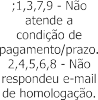 ;1,3,7,9 - Não
atende a
condição de
pagamento/prazo.
2,4,5,6,8 - Não
respondeu e-mail
de homologação.